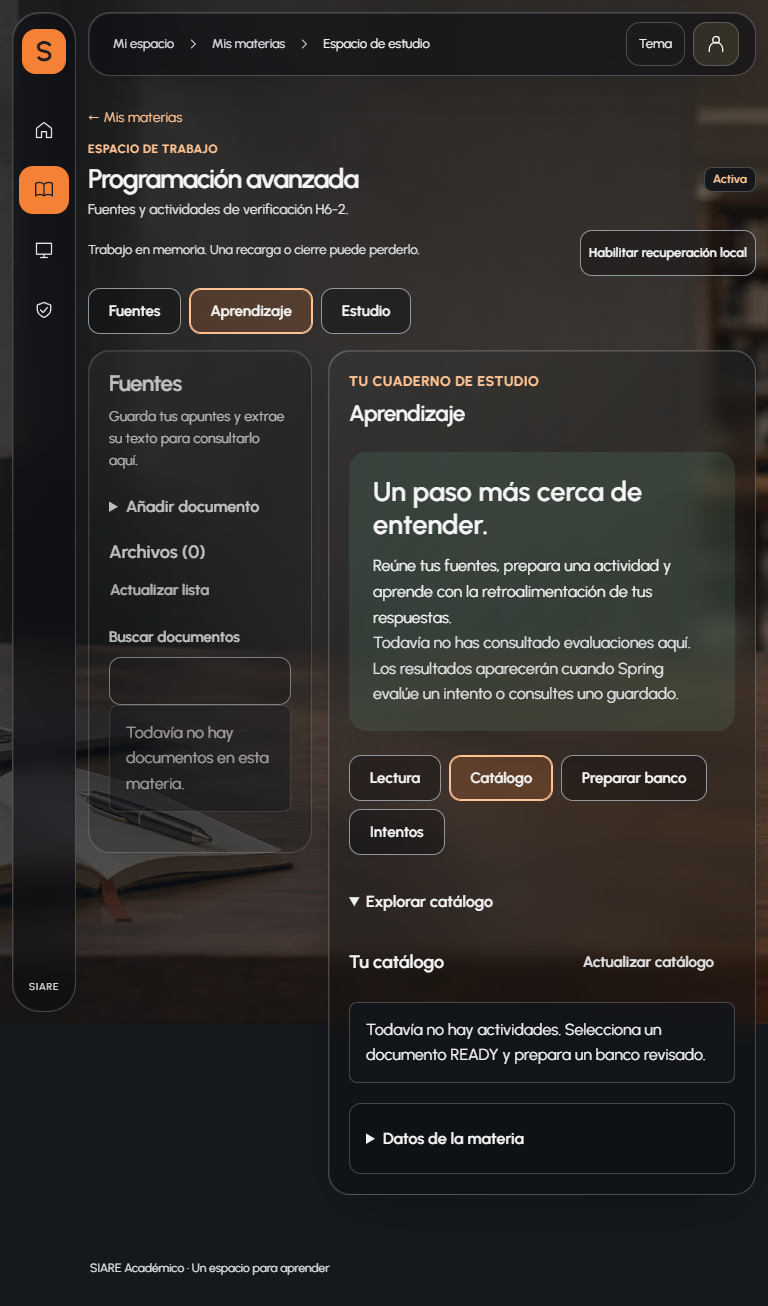 S
Mi espacio > Mis materias > Espacio de estudio
Tema
← Mis materias
ESPACIO DE TRABAJO
Programación avanzada
Activa
Fuentes y actividades de verificación H6-2.
Trabajo en memoria. Una recarga o cierre puede perderlo.
Habilitar recuperación local
Fuentes
Aprendizaje
Estudio
Fuentes
Guarda tus apuntes y extrae
su texto para consultarlo
aquí.
Añadir documento
Archivos (0)
Actualizar lista
Buscar documentos
Todavía no hay
documentos en esta
materia.
TU CUADERNO DE ESTUDIO
Aprendizaje
Un paso más cerca de
entender.
Reúne tus fuentes, prepara una actividad y
aprende con la retroalimentación de tus
respuestas.
Todavía no has consultado evaluaciones aquí.
Los resultados aparecerán cuando Spring
evalúe un intento o consultes uno guardado.
Lectura
Catálogo
Preparar banco
Intentos
Explorar catálogo
Tu catálogo
Actualizar catálogo
Todavía no hay actividades. Selecciona un
documento READY y prepara un banco revisado.
Datos de la materia
SIARE
SIARE Académico · Un espacio para aprender